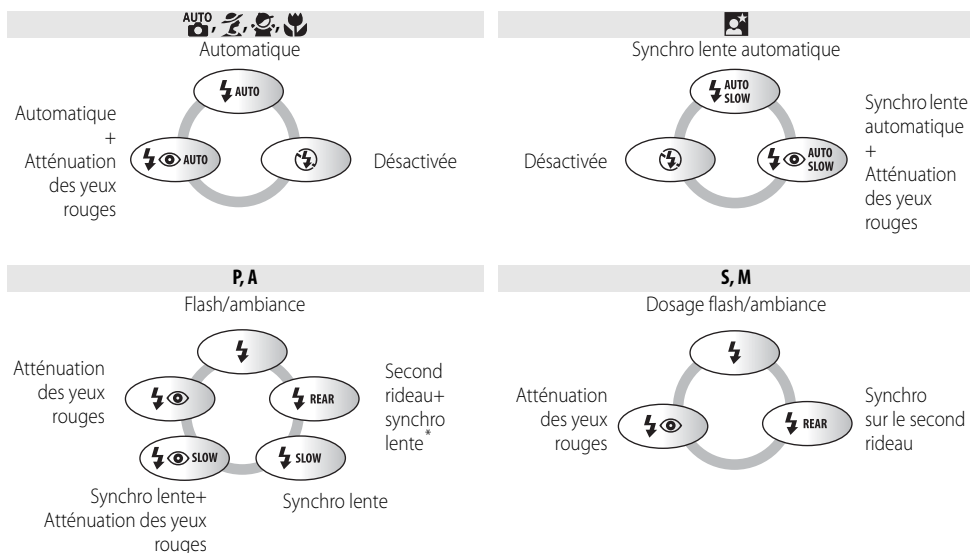 AUTO, , ,
Automatique
AUTO
Automatique
+
Atténuation
des yeux
rouges
AUTO
Désactivée
Synchro lente automatique
AUTO
SLOW
Désactivée
AUTO
SLOW
Synchro lente
automatique
+
Atténuation
des yeux
rouges
P, A
Flash/ambiance
Atténuation
des yeux
rouges
REAR
Second
rideau+
synchro
lente*
SLOW
SLOW
Synchro lente+
Atténuation des yeux
rouges
Synchro lente
S, M
Dosage flash/ambiance
Atténuation
des yeux
rouges
REAR
Synchro
sur le second
rideau